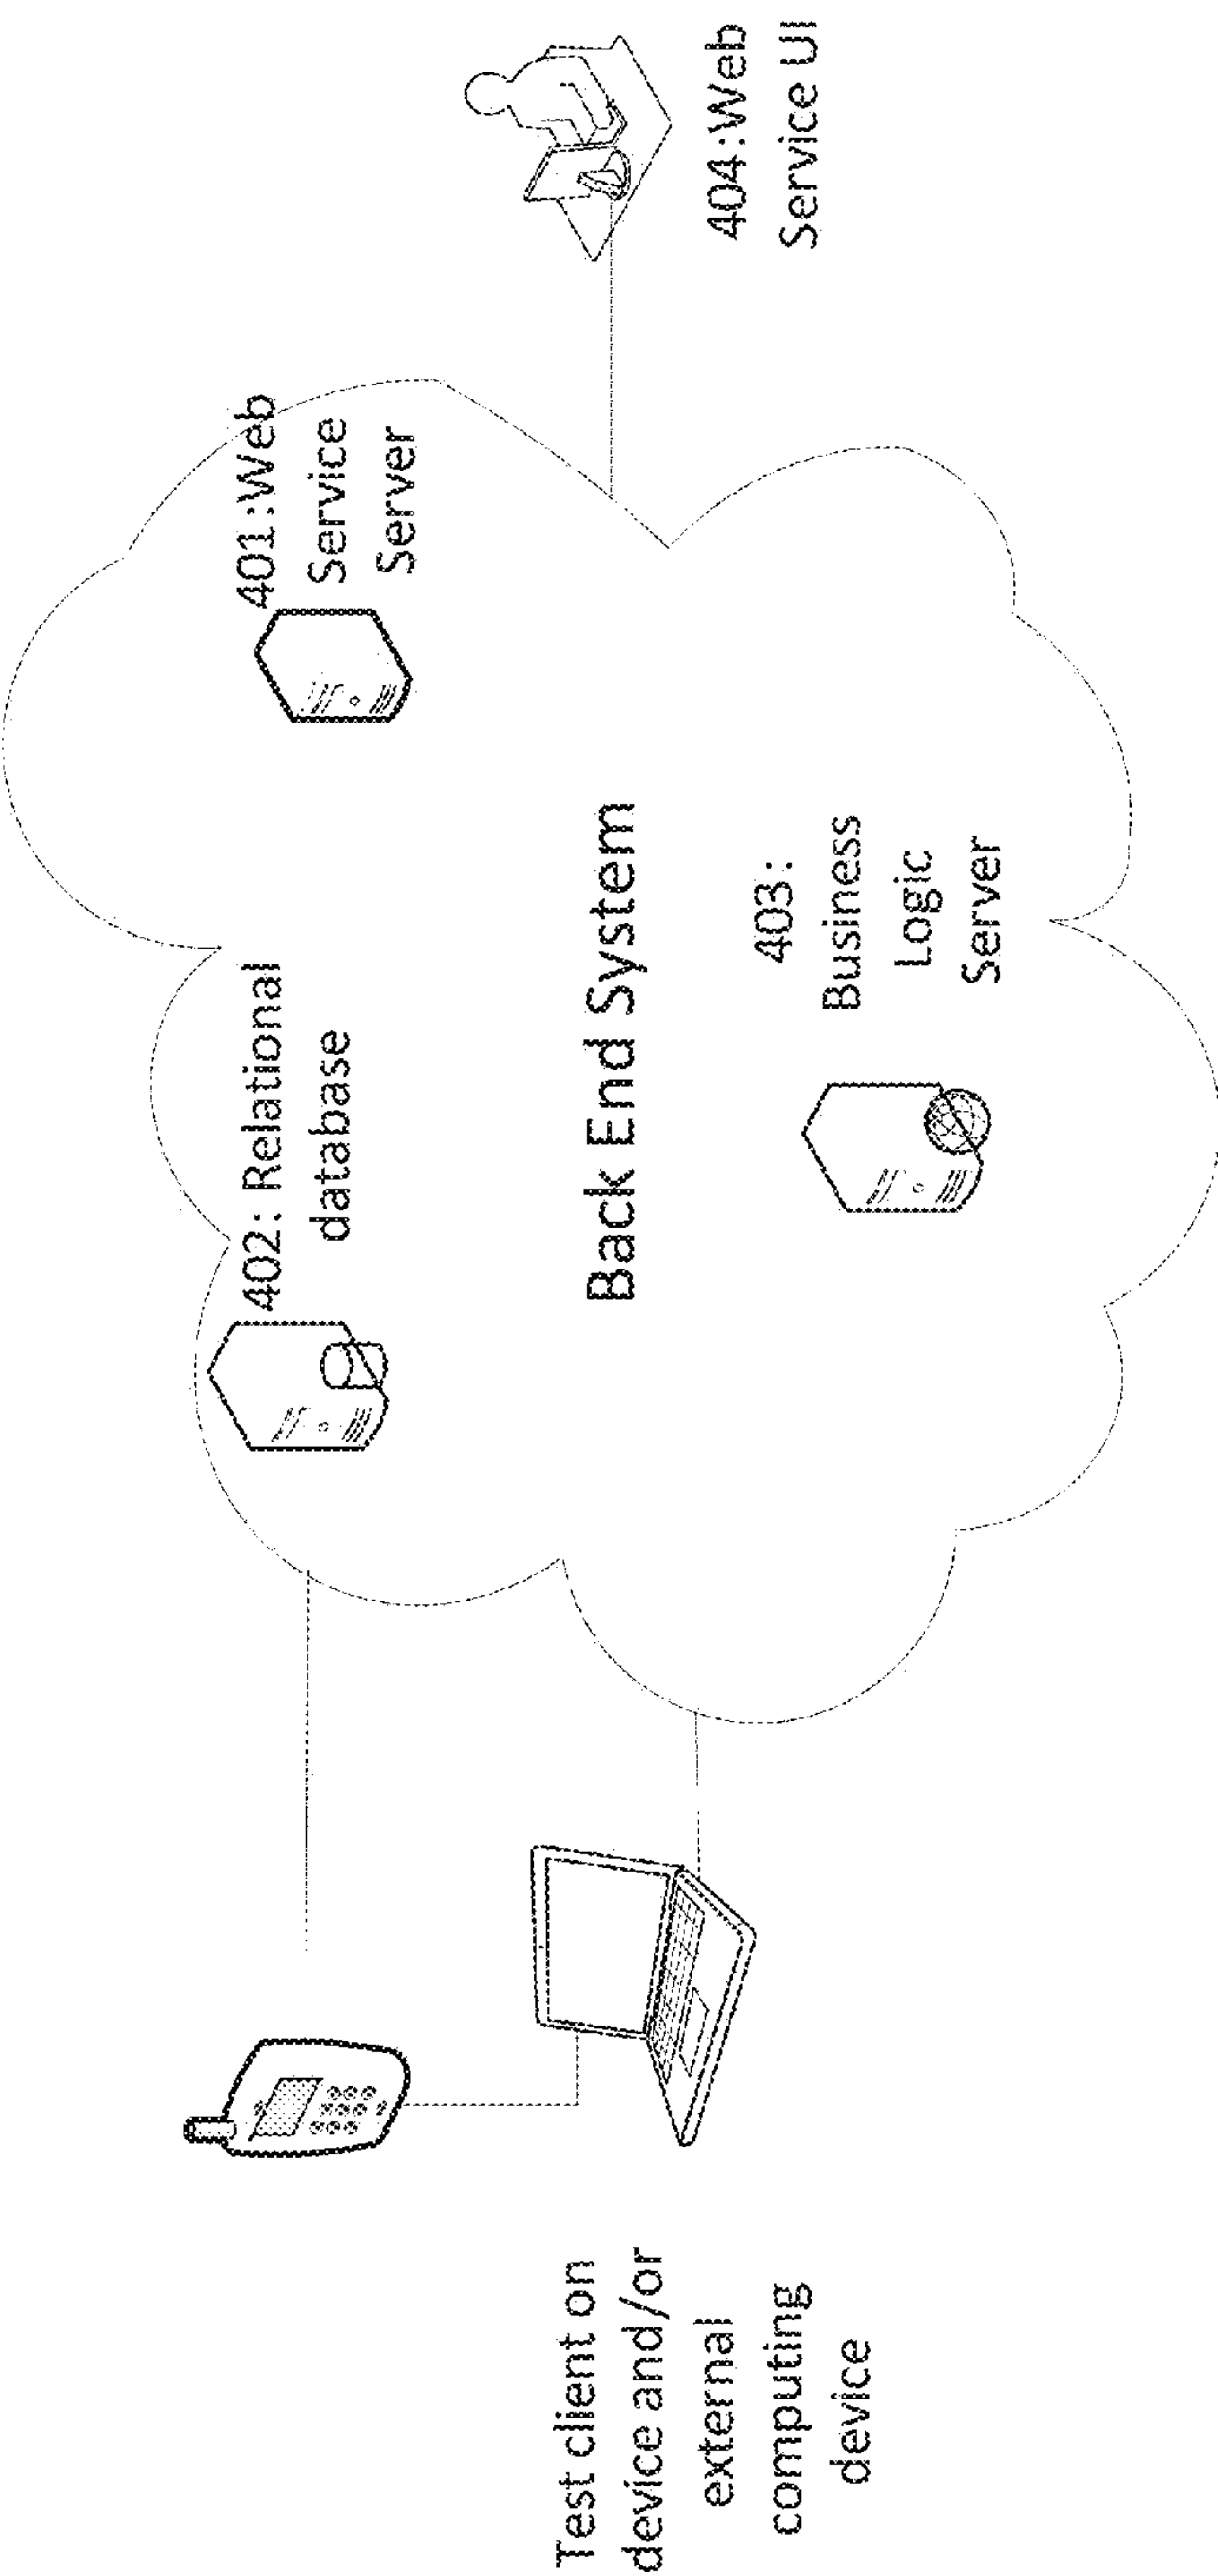 402: Relational
database
401:Web
Service
Server
Back End System
403:
Business
Logic
Server
Test client on
device and/or
external
computing
device
404:Web
Service UI